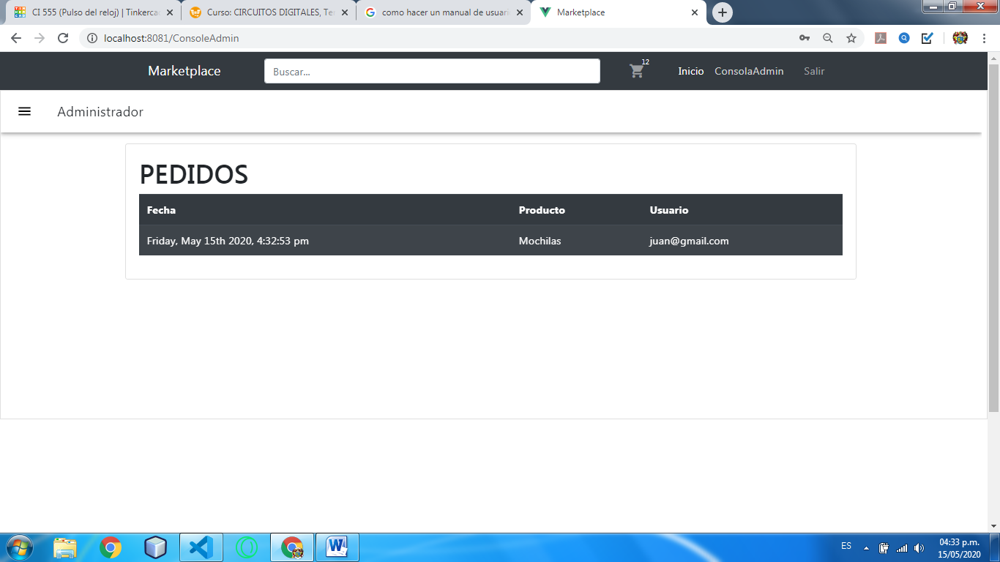 CI 555 (Pulso del reloj) | Tinkerca
Curso: CIRCUITOS DIGITALES, Te
como hacer un manual de usuari
Marketplace
localhost:8081/ConsoleAdmin
Marketplace
Buscar...
12
Inicio
ConsolaAdmin
Salir
Administrador
PEDIDOS
Fecha Producto Usuario
Friday, May 15th 2020, 4:32:53 pm Mochilas juan@gmail.com
ES
04:33 p.m.
15/05/2020